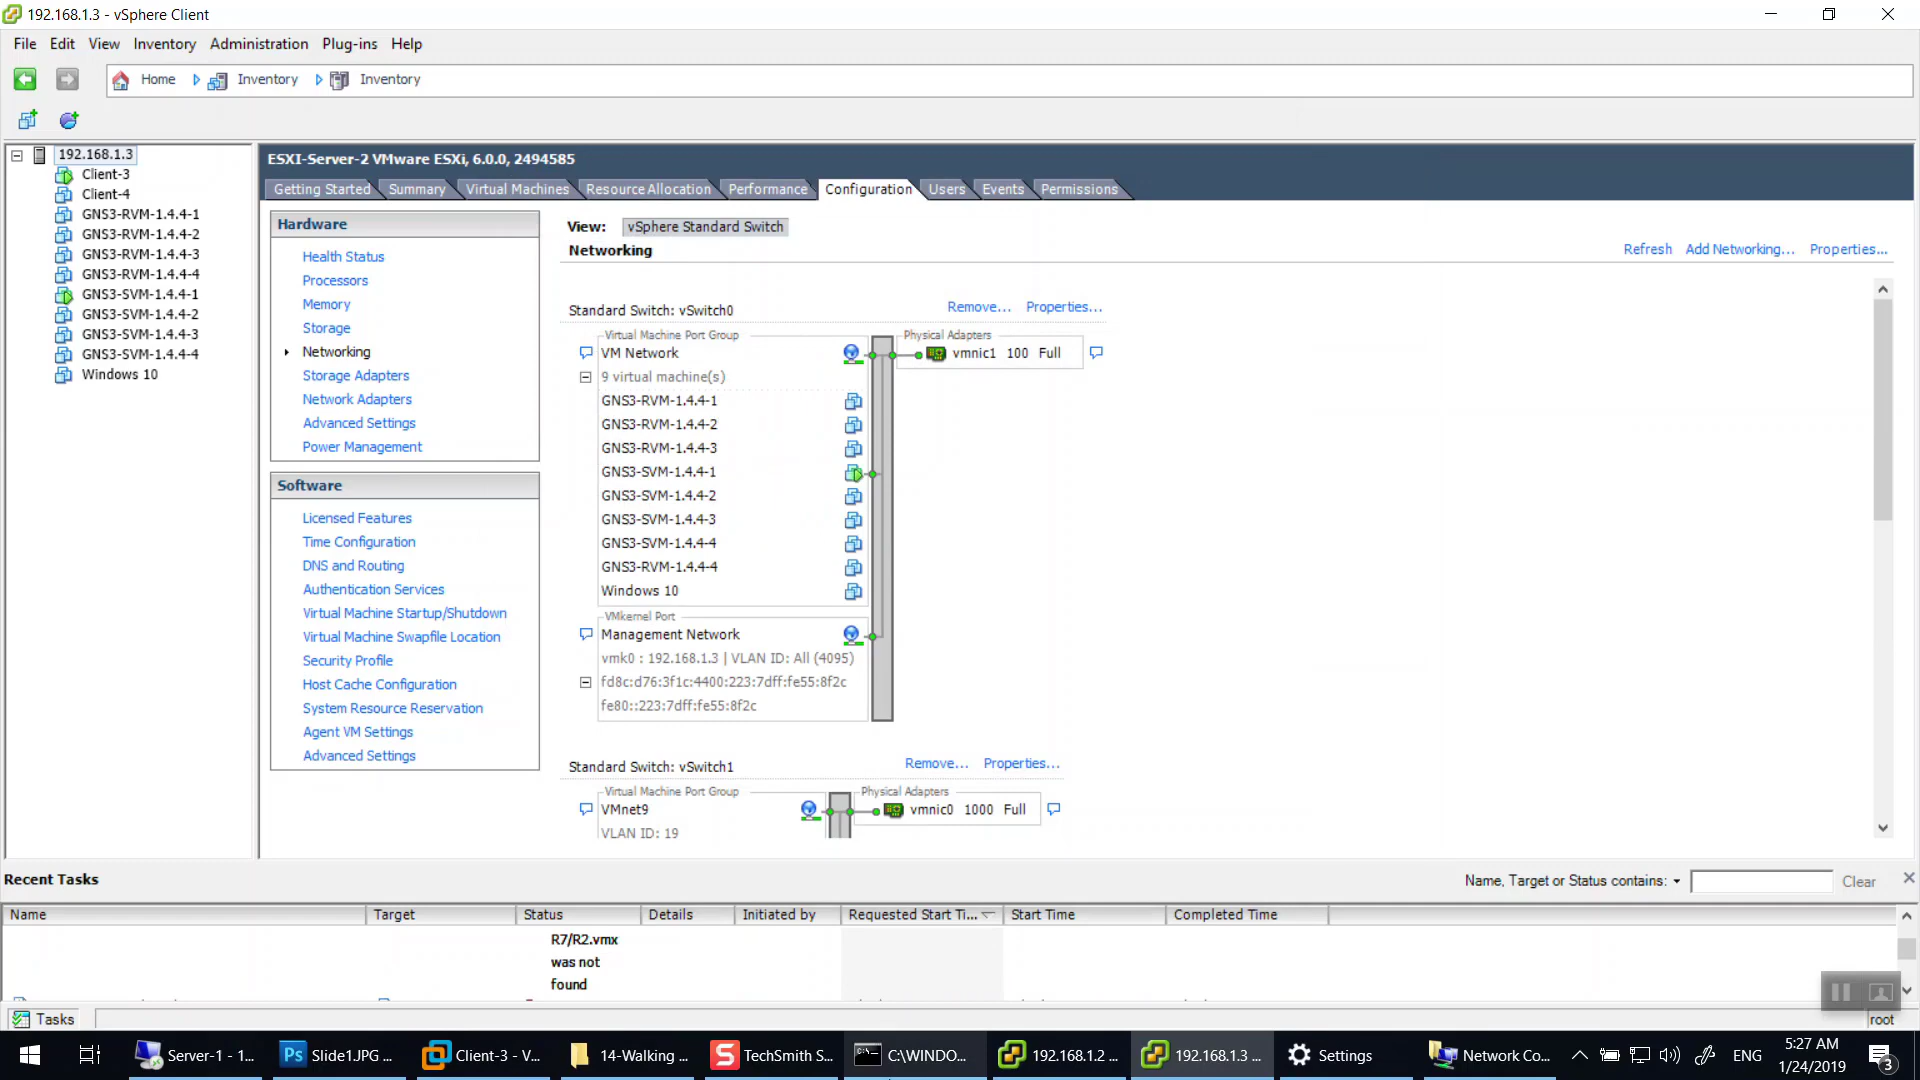 192.168.1.3 - vSphere Client
File Edit View Inventory Administration Plug-ins Help
Home Inventory Inventory
192.168.1.3
Client-3
Client-4
GNS3-RVM-1.4.4-1
GNS3-RVM-1.4.4-2
GNS3-RVM-1.4.4-3
GNS3-RVM-1.4.4-4
GNS3-SVM-1.4.4-1
GNS3-SVM-1.4.4-2
GNS3-SVM-1.4.4-3
GNS3-SVM-1.4.4-4
Windows 10
ESXI-Server-2 VMware ESXi, 6.0.0, 2494585
Getting Started Summary Virtual Machines Resource Allocation Performance Configuration Users Events Permissions
Hardware
Health Status
Processors
Memory
Storage
Networking
Storage Adapters
Network Adapters
Advanced Settings
Power Management
Software
Licensed Features
Time Configuration
DNS and Routing
Authentication Services
Virtual Machine Startup/Shutdown
Virtual Machine Swapfile Location
Security Profile
Host Cache Configuration
System Resource Reservation
Agent VM Settings
Advanced Settings
View: vSphere Standard Switch
Networking
Refresh Add Networking... Properties...
Standard Switch: vSwitch0 Remove... Properties...
Virtual Machine Port Group
VM Network
9 virtual machine(s)
GNS3-RVM-1.4.4-1
GNS3-RVM-1.4.4-2
GNS3-RVM-1.4.4-3
GNS3-SVM-1.4.4-1
GNS3-SVM-1.4.4-2
GNS3-SVM-1.4.4-3
GNS3-SVM-1.4.4-4
GNS3-RVM-1.4.4-4
Windows 10
Physical Adapters
vmnic1 100 Full
VMkernel Port
Management Network
vmk0 : 192.168.1.3 | VLAN ID: All (4095)
fd8c:d76:3f1c:4400:223:7dff:fe55:8f2c
fe80::223:7dff:fe55:8f2c
Standard Switch: vSwitch1 Remove... Properties...
Virtual Machine Port Group
VMnet9
VLAN ID: 19
Physical Adapters
vmnic0 1000 Full
Recent Tasks
Name, Target or Status contains: Clear
Name Target Status Details Initiated by Requested Start Ti... Start Time Completed Time
R7/R2.vmx
was not
found
Tasks
root
Server-1 - 1... Slide1.JPG ... Client-3 - V... 14-Walking ... TechSmith S... C:\WINDO... 192.168.1.2 ... 192.168.1.3 ... Settings Network Co... ENG
5:27 AM
1/24/2019
3